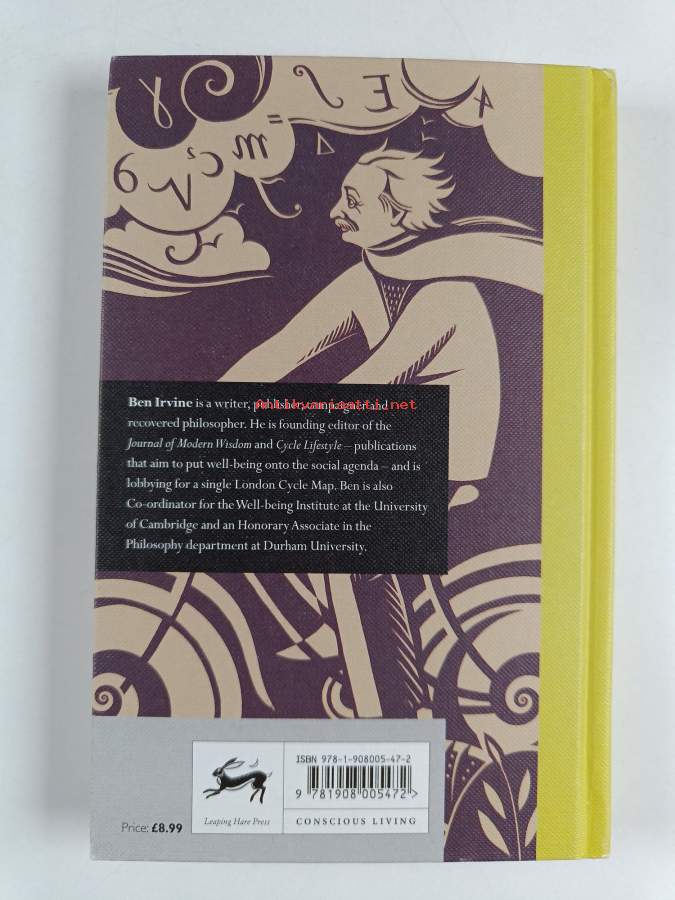 Ben Irvine is a writer, publisher, campaigner and
recovered philosopher. He is founding editor of the
Journal of Modern Wisdom and Cycle Lifestyle – publications
that aim to put well-being onto the social agenda – and is
lobbying for a single London Cycle Map. Ben is also
Co-ordinator for the Well-being Institute at the University
of Cambridge and an Honorary Associate in the
Philosophy department at Durham University.
ISBN 978-1-908005-47-2
9 781908 005472 >
Leaping Hare Press
CONSCIOUS LIVING
Price: £8.99